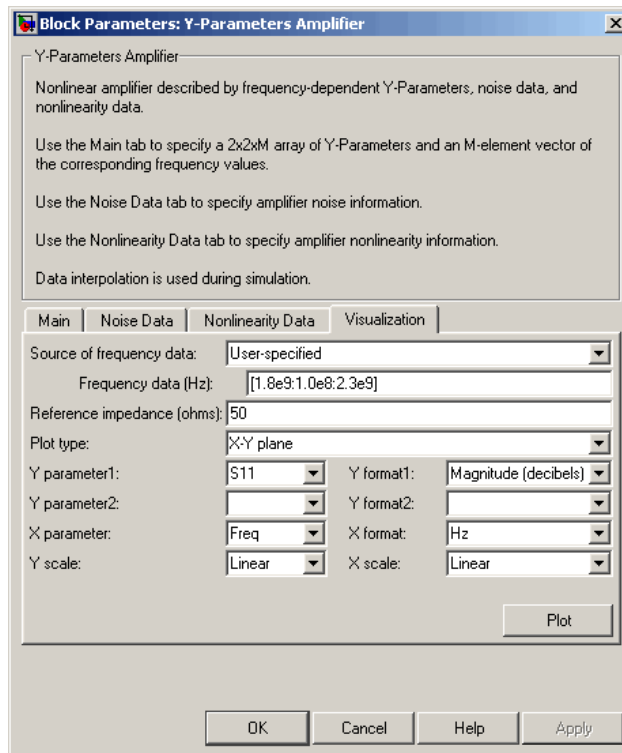 Block Parameters: Y-Parameters Amplifier
Y-Parameters Amplifier
Nonlinear amplifier described by frequency-dependent Y-Parameters, noise data, and
nonlinearity data.
Use the Main tab to specify a 2x2xM array of Y-Parameters and an M-element vector of
the corresponding frequency values.
Use the Noise Data tab to specify amplifier noise information.
Use the Nonlinearity Data tab to specify amplifier nonlinearity information.
Data interpolation is used during simulation.
Main Noise Data Nonlinearity Data Visualization
Source of frequency data: User-specified
Frequency data (Hz): [1.8e9:1.0e8:2.3e9]
Reference impedance (ohms): 50
Plot type: X-Y plane
Y parameter1: S11 Y format1: Magnitude (decibels)
Y parameter2: Y format2:
X parameter: Freq X format: Hz
Y scale: Linear X scale: Linear
Plot
OK Cancel Help Apply